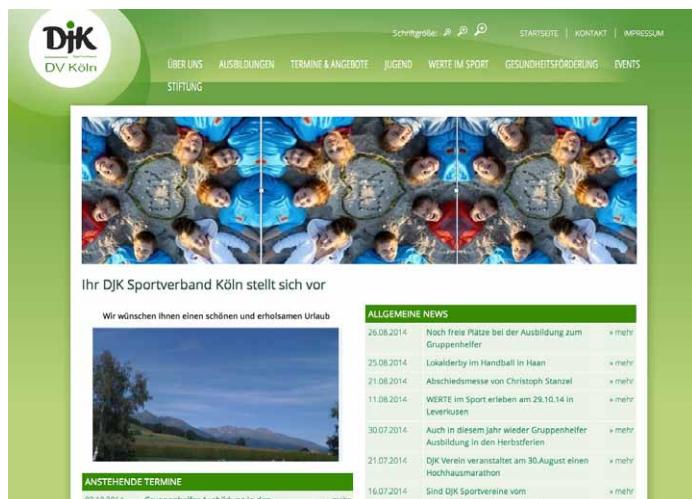 DJK
DV Köln
Schriftgröße:
STARTSEITE | KONTAKT | IMPRESSUM
ÜBER UNS AUSBILDUNGEN TERMINE & ANGEBOTE JUGEND WERTE IM SPORT GESUNDHEITSFÖRDERUNG EVENTS
STIFTUNG
Ihr DJK Sportverband Köln stellt sich vor
Wir wünschen Ihnen einen schönen und erholsamen Urlaub
ANSTEHENDE TERMINE
ALLGEMEINE NEWS
26.08.2014 Noch freie Plätze bei der Ausbildung zum » mehr
Gruppenhelfer
25.08.2014 Lokalderby im Handball in Haan » mehr
21.08.2014 Abschiedsmesse von Christoph Stanzel » mehr
11.08.2014 WERTE im Sport erleben am 29.10.14 in » mehr
Leverkusen
30.07.2014 Auch in diesem Jahr wieder Gruppenhelfer » mehr
Ausbildung in den Herbstferien
21.07.2014 DJK Verein veranstaltet am 30.August einen » mehr
Hochhausmarathon
16.07.2014 Sind DJK Sportvereine vom » mehr